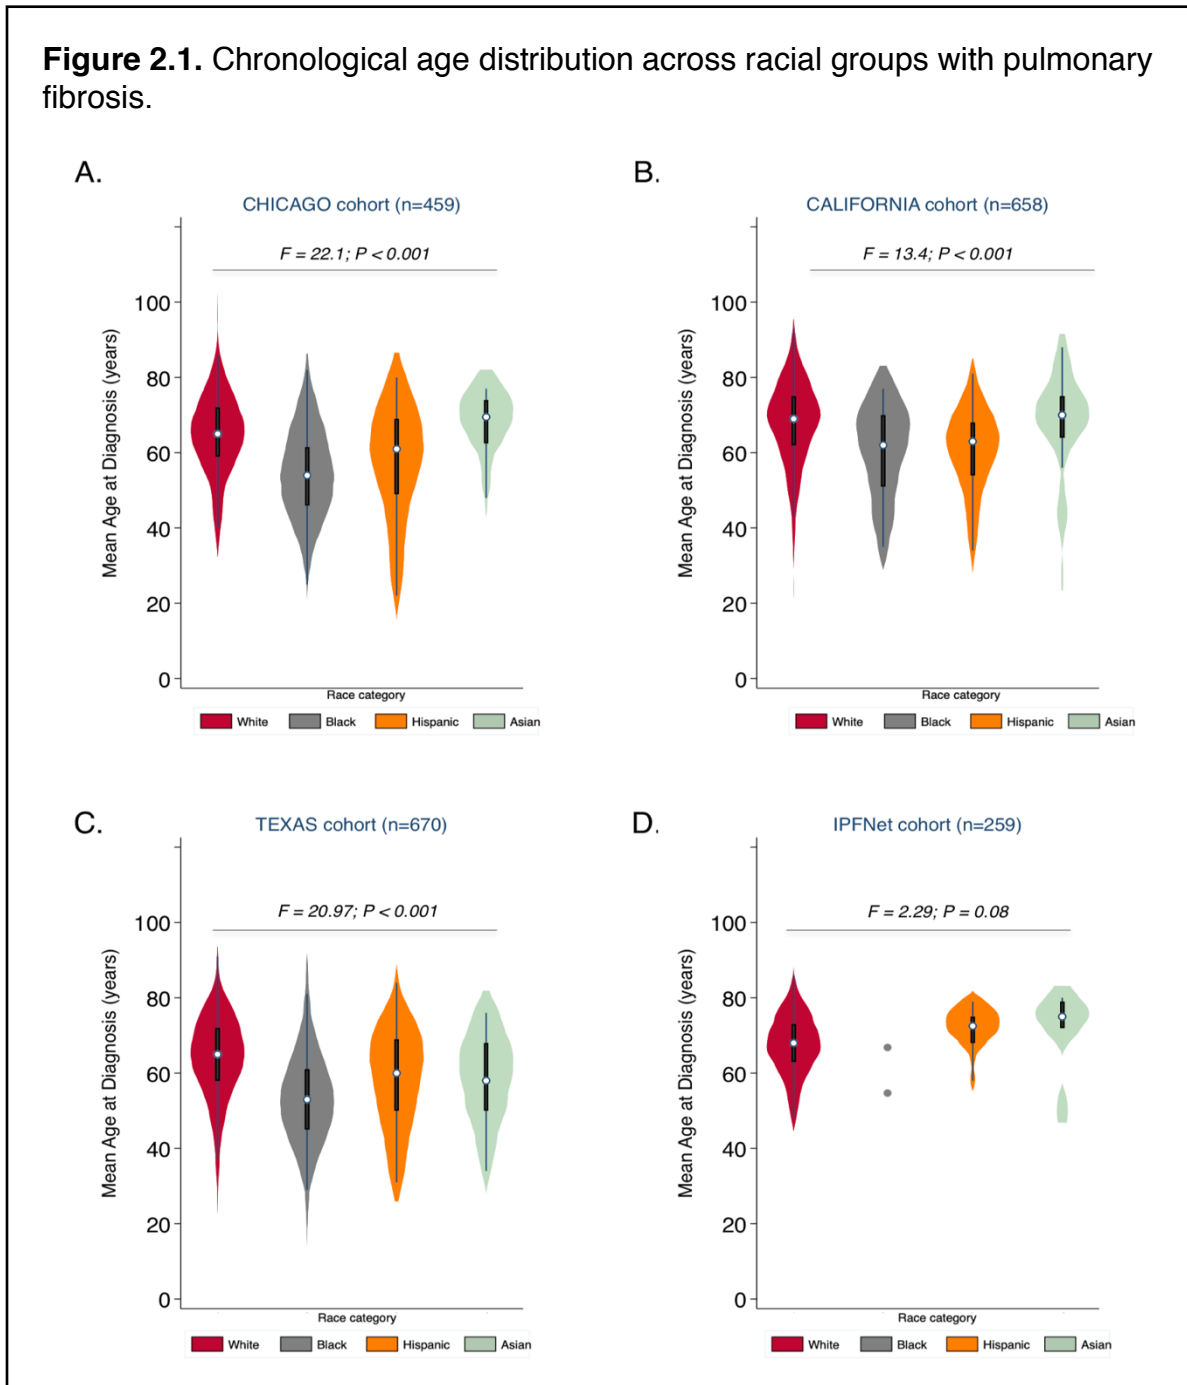 Figure 2.1. Chronological age distribution across racial groups with pulmonary
fibrosis.
A.
CHICAGO cohort (n=459)
F = 22.1; P < 0.001
Mean Age at Diagnosis (years)
100
80
60
40
20
0
Race category
White Black Hispanic Asian
B.
CALIFORNIA cohort (n=658)
F = 13.4; P < 0.001
Mean Age at Diagnosis (years)
100
80
60
40
20
0
Race category
White Black Hispanic Asian
C.
TEXAS cohort (n=670)
F = 20.97; P < 0.001
Mean Age at Diagnosis (years)
100
80
60
40
20
0
Race category
White Black Hispanic Asian
D.
IPFNet cohort (n=259)
F = 2.29; P = 0.08
Mean Age at Diagnosis (years)
100
80
60
40
20
0
Race category
White Black Hispanic Asian